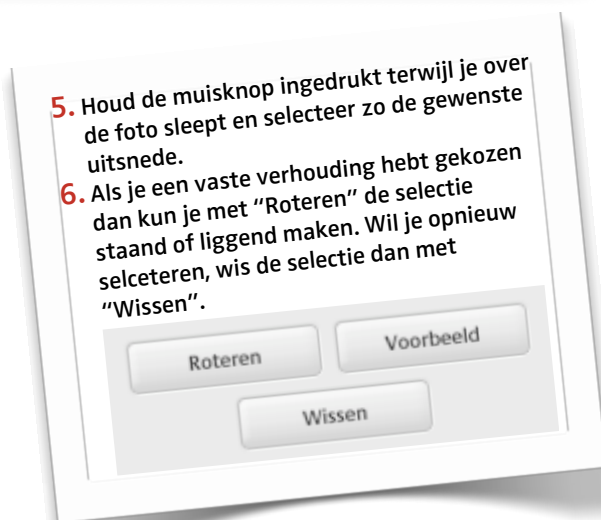 5. Houd de muisknop ingedrukt terwijl je over
de foto sleept en selecteer zo de gewenste
uitsnede.
6. Als je een vaste verhouding hebt gekozen
dan kun je met “Roteren” de selectie
staand of liggend maken. Wil je opnieuw
selceteren, wis de selectie dan met
“Wissen”.
Roteren Voorbeeld
Wissen